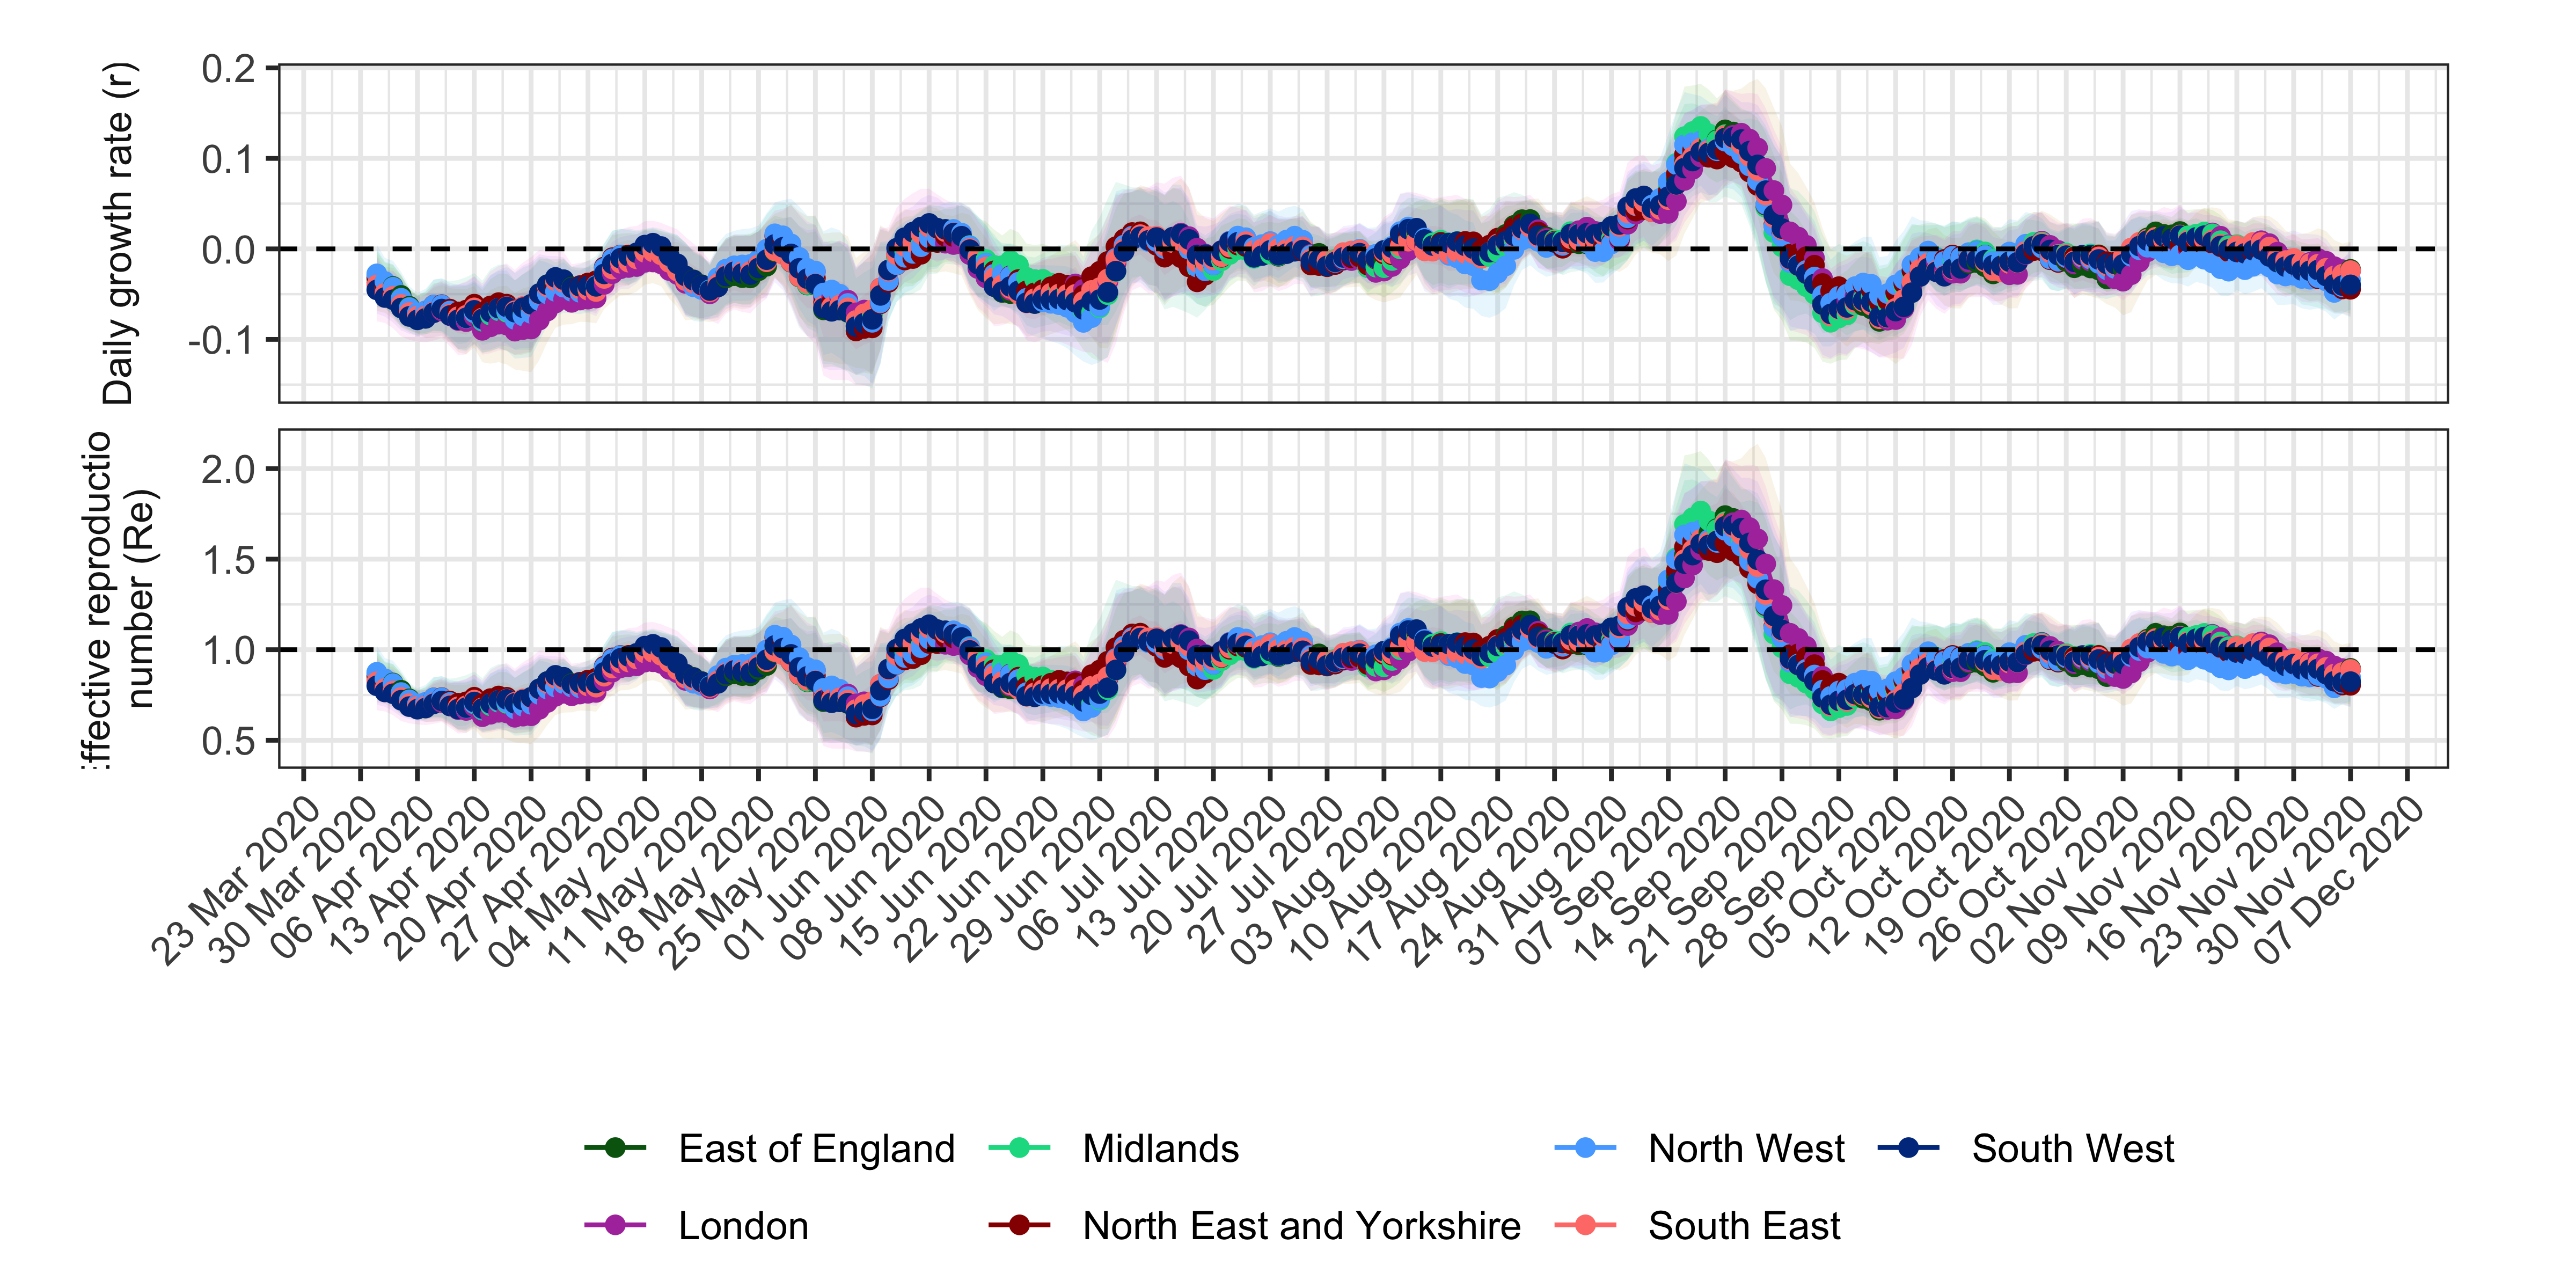 Daily growth rate (r)
0.2
0.1
0.0
-0.1
ffective reproductio
number (Re)
2.0
1.5
1.0
0.5
23 Mar 2020
30 Mar 2020
06 Apr 2020
13 Apr 2020
20 Apr 2020
27 Apr 2020
04 May 2020
11 May 2020
18 May 2020
25 May 2020
01 Jun 2020
08 Jun 2020
15 Jun 2020
22 Jun 2020
29 Jun 2020
06 Jul 2020
13 Jul 2020
20 Jul 2020
27 Jul 2020
03 Aug 2020
10 Aug 2020
17 Aug 2020
24 Aug 2020
31 Aug 2020
07 Sep 2020
14 Sep 2020
21 Sep 2020
28 Sep 2020
05 Oct 2020
12 Oct 2020
19 Oct 2020
26 Oct 2020
02 Nov 2020
09 Nov 2020
16 Nov 2020
23 Nov 2020
30 Nov 2020
07 Dec 2020
East of England Midlands North West South West
London North East and Yorkshire South East